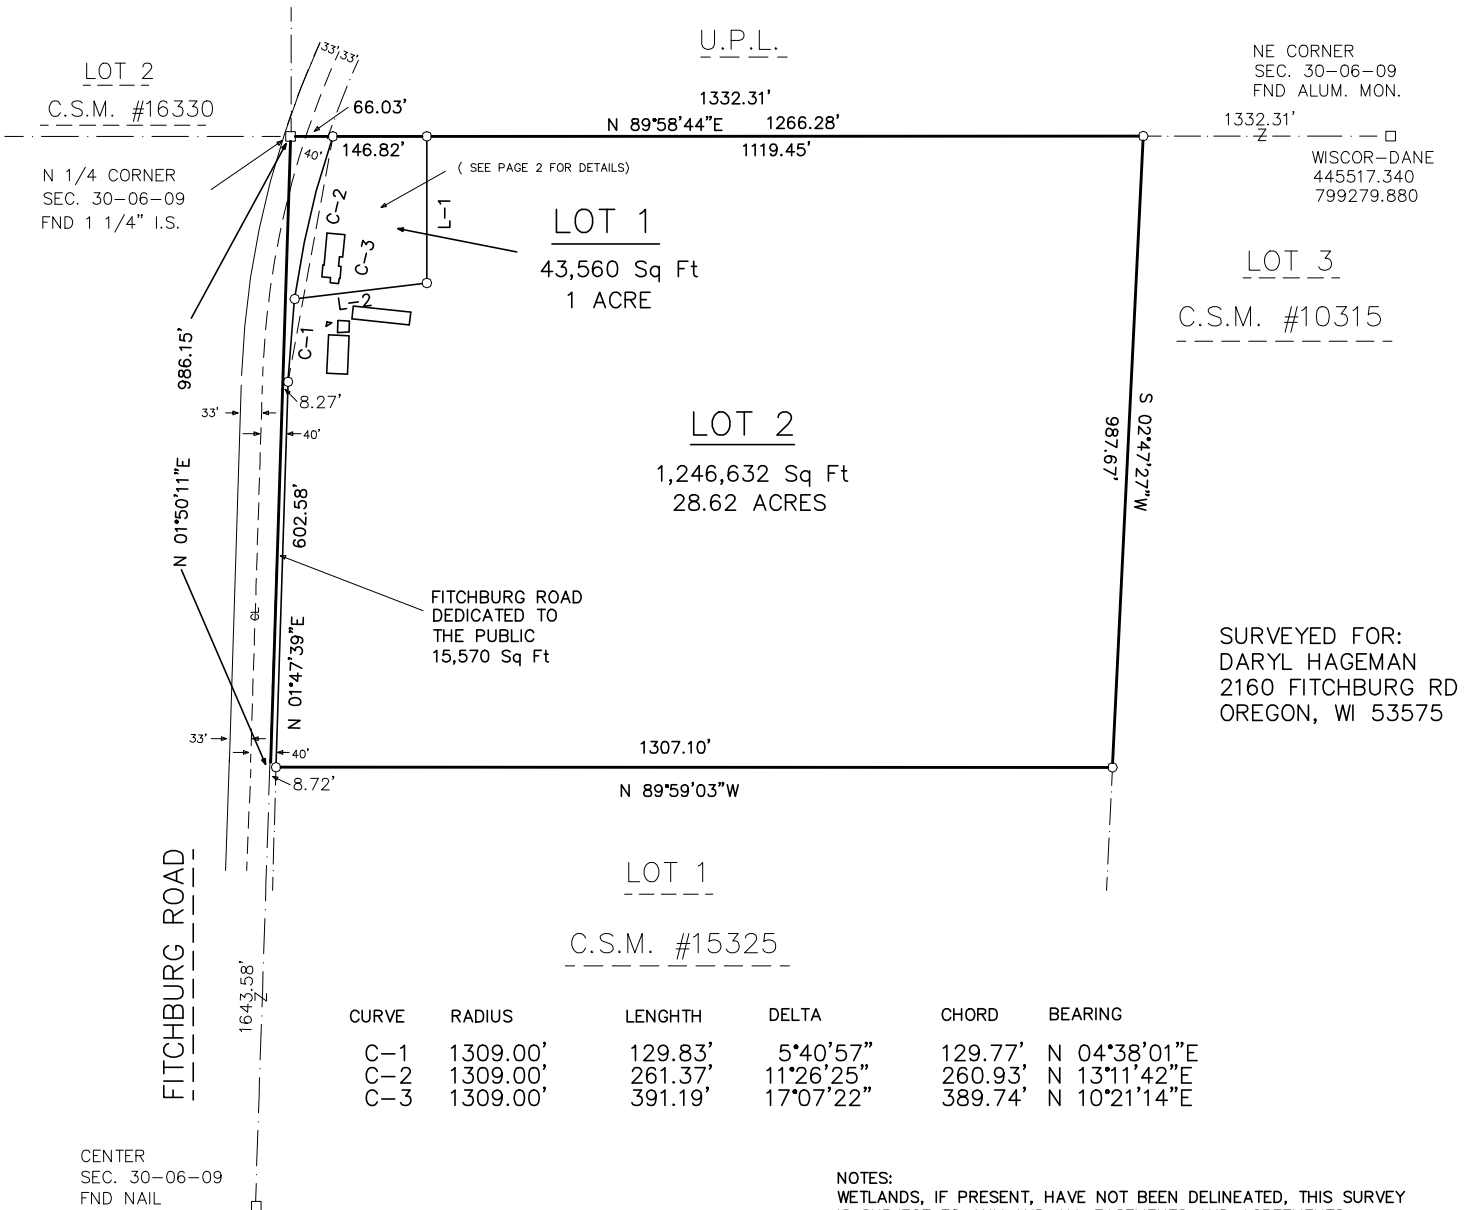 U.P.L.
NE CORNER
SEC. 30-06-09
FND ALUM. MON.
LOT 2
C.S.M. #16330
33'
33'
66.03'
1332.31'
N 89°58'44"E 1266.28'
1332.31'
Z
40'
146.82'
1119.45'
WISCOR-DANE
445517.340
799279.880
N 1/4 CORNER
SEC. 30-06-09
FND 1 1/4" I.S.
( SEE PAGE 2 FOR DETAILS)
C-2
L-1
C-3
LOT 1
43,560 Sq Ft
1 ACRE
LOT 3
C.S.M. #10315
L-2
C-1
986.15'
8.27'
33'
40'
LOT 2
1,246,632 Sq Ft
28.62 ACRES
S 02°47'27"W
987.67'
N 01°50'11"E
602.58'
FITCHBURG ROAD
DEDICATED TO
THE PUBLIC
15,570 Sq Ft
CL
N 01°47'39"E
SURVEYED FOR:
DARYL HAGEMAN
2160 FITCHBURG RD
OREGON, WI 53575
33'
40'
1307.10'
8.72'
N 89°59'03"W
LOT 1
C.S.M. #15325
FITCHBURG ROAD
1643.58'
Z
CURVE RADIUS LENGHTH DELTA CHORD BEARING
C-1 1309.00' 129.83' 5°40'57" 129.77' N 04°38'01"E
C-2 1309.00' 261.37' 11°26'25" 260.93' N 13°11'42"E
C-3 1309.00' 391.19' 17°07'22" 389.74' N 10°21'14"E
CENTER
SEC. 30-06-09
FND NAIL
NOTES:
WETLANDS, IF PRESENT, HAVE NOT BEEN DELINEATED, THIS SURVEY